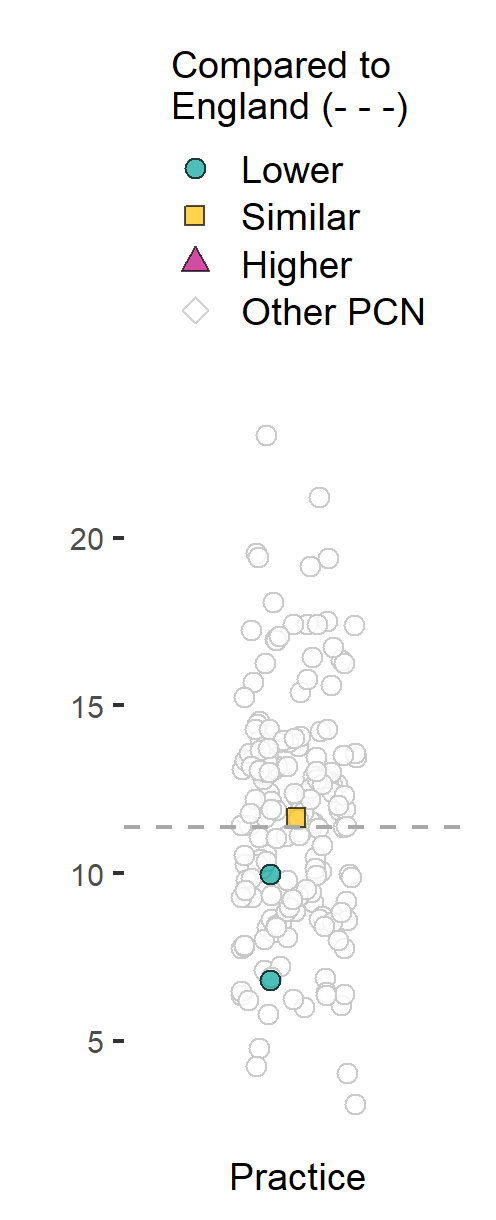 Compared to
England (- - -)
Lower
Similar
Higher
Other PCN
20
15
10
5
Practice